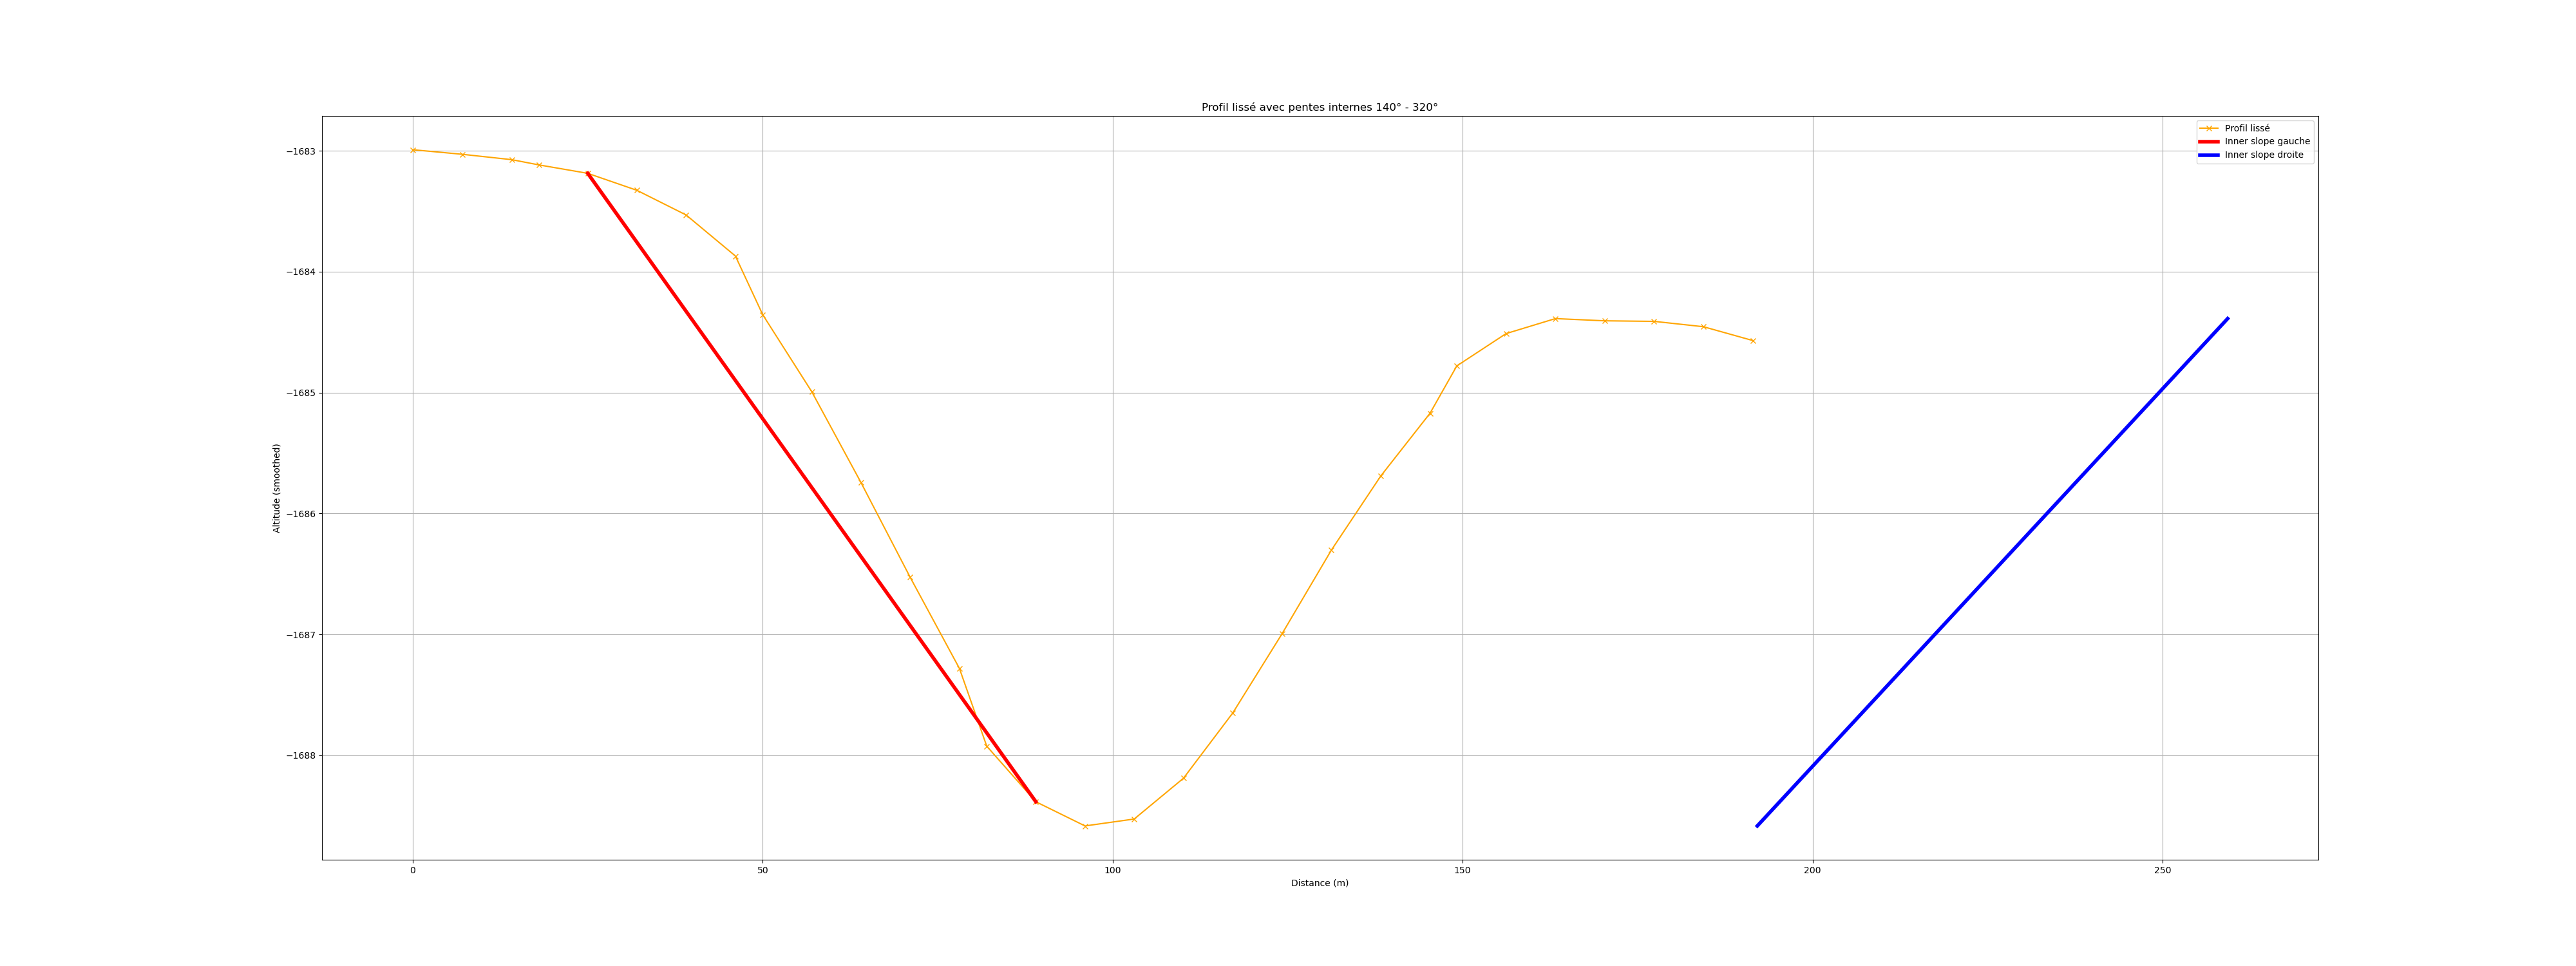 Profil lissé avec pentes internes 140° - 320°
Profil lissé
Inner slope gauche
Inner slope droite
Altitude (smoothed)
−1683
−1684
−1685
−1686
−1687
−1688
0
50
100
150
200
250
Distance (m)